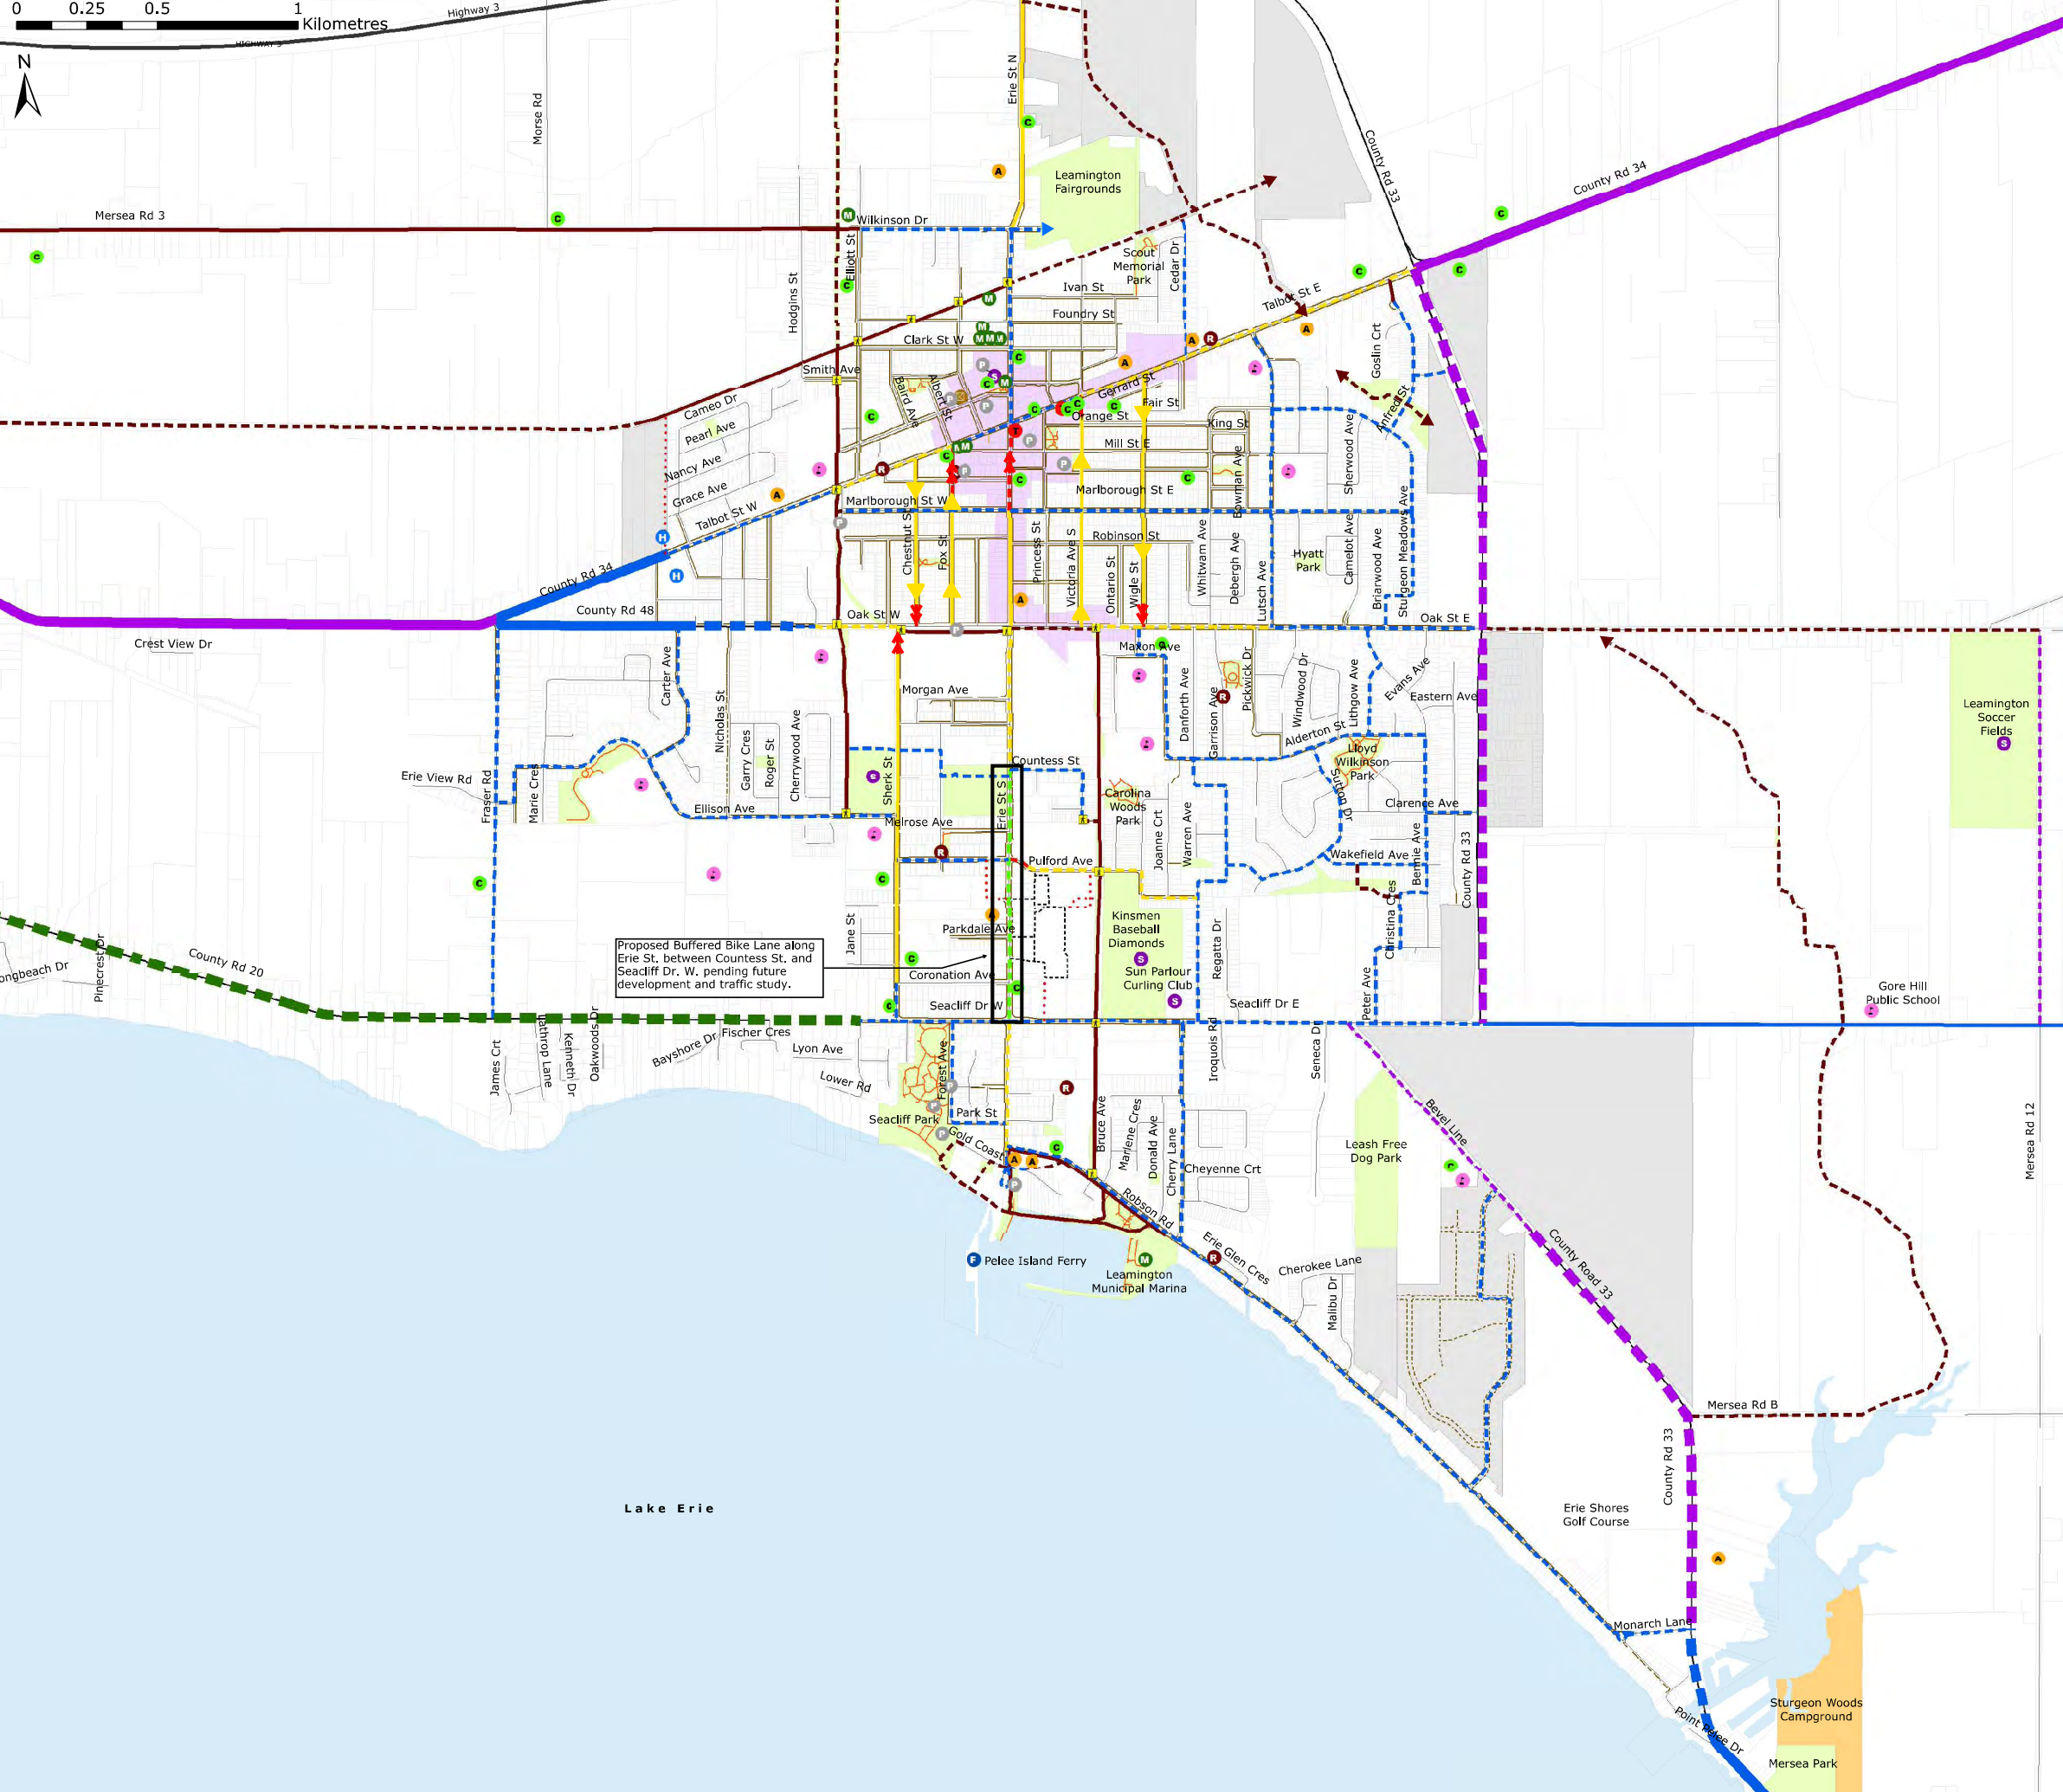 0 0.25 0.5 1
Kilometres
Highway 3
N
Morse Rd
Erie St N
County Rd 33
County Rd 34
Leamington
Fairgrounds
Mersea Rd 3
Wilkinson Dr
Elliott St
Hodgins St
Scout
Memorial
Park
Cedar Dr
Ivan St
Foundry St
Talbot St E
Clark St W
Goslin Crt
Smith Ave
Baird Ave
Albert St
Gerrard St
Fair St
Orange St
Alfred St
Cameo Dr
Pearl Ave
King St
Mill St E
Nancy Ave
Grace Ave
Sherwood Ave
Bowman Ave
Marlborough St W
Marlborough St E
Talbot St W
Sturgeon Meadows Ave
Chestnut St
Fox St
Princess St
Robinson St
Victoria Ave S
Ontario St
Wigle St
Whitwam Ave
Debergh Ave
Lutsch Ave
Hyatt
Park
Camelot Ave
Briarwood Ave
County Rd 34
County Rd 48
Oak St W
Oak St E
Crest View Dr
Maxon Ave
Carter Ave
Nicholas St
Morgan Ave
Danforth Ave
Garrison Ave
Pickwick Dr
Windwood Dr
Lithgow Ave
Evans Ave
Eastern Ave
Leamington
Soccer
Fields
Alderton St
Garry Cres
Roger St
Cherrywood Ave
Sherk St
Countess St
Lloyd
Wilkinson
Park
Erie View Rd
Fraser Rd
Marie Cres
Ellison Ave
Erie St S
Carolina
Woods
Park
Sutton Dr
Clarence Ave
Melrose Ave
Joanne Crt
Warren Ave
Pulford Ave
Wakefield Ave
Bernie Ave
County Rd 33
Jane St
Parkdale Ave
Kinsmen
Baseball
Diamonds
Christina Cres
Regatta Dr
Proposed Buffered Bike Lane along
Erie St. between Countess St. and
Seacliff Dr. W. pending future
development and traffic study.
Pinecrest Dr
County Rd 20
Coronation Ave
Sun Parlour
Curling Club
Peter Ave
Gore Hill
Public School
Seacliff Dr W
Seacliff Dr E
James Crt
Lathrop Lane
Kenneth Dr
Oakwoods Dr
Fischer Cres
Bayshore Dr
Lyon Ave
Lower Rd
Forest Ave
Iroquois Rd
Seneca Dr
Seacliff Park
Park St
Gold Coast
Bruce Ave
Marlene Cres
Donald Ave
Cherry Lane
Bevel Line
Leash Free
Dog Park
Cheyenne Crt
Mersea Rd 12
Robson Rd
Pelee Island Ferry
Leamington
Municipal Marina
Erie Glen Cres
Cherokee Lane
Malibu Dr
County Road 33
Mersea Rd B
County Rd 33
Lake Erie
Erie Shores
Golf Course
Monarch Lane
Sturgeon Woods
Campground
Point Pelee Dr
Mersea Park